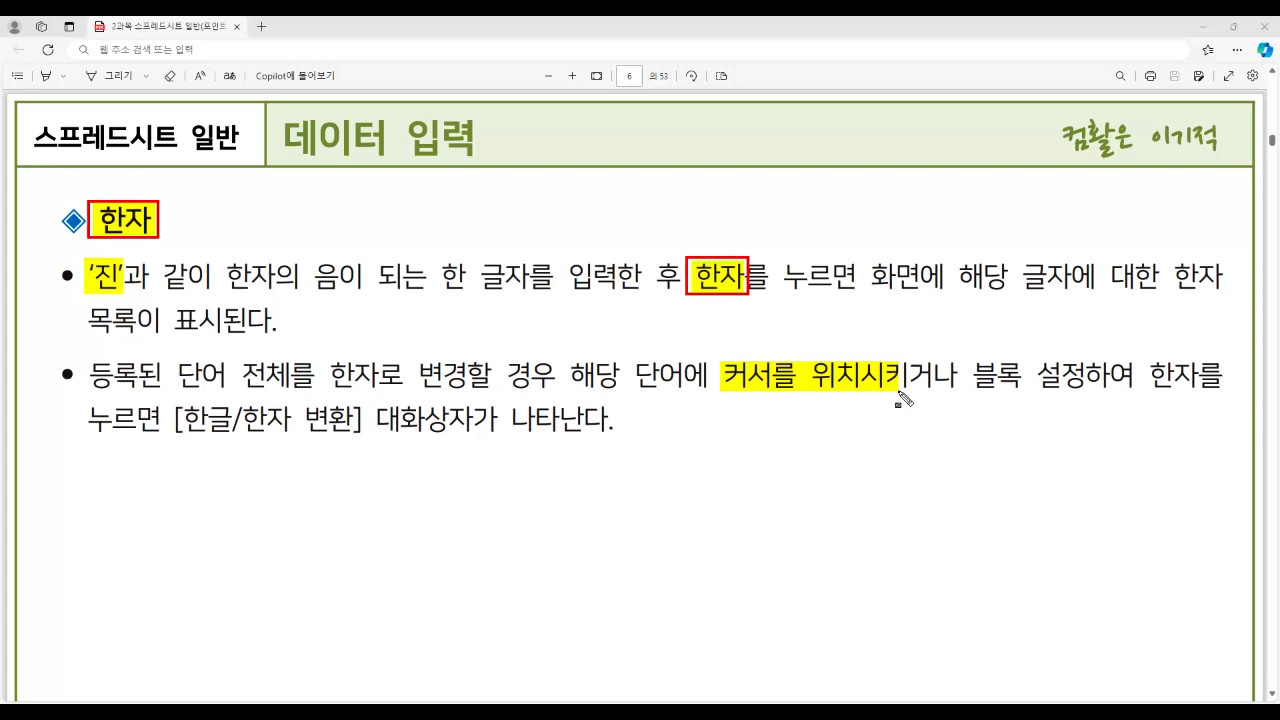 2과목 스프레드시트 일반(포인트
웹 주소 검색 또는 입력
그리기 가あ Copilot에 물어보기 6 의 53
스프레드시트 일반 데이터 입력 컴활은 이기적
한자
‘진’과 같이 한자의 음이 되는 한 글자를 입력한 후 한자를 누르면 화면에 해당 글자에 대한 한자
목록이 표시된다.
등록된 단어 전체를 한자로 변경할 경우 해당 단어에 커서를 위치시키거나 블록 설정하여 한자를
누르면 [한글/한자 변환] 대화상자가 나타난다.